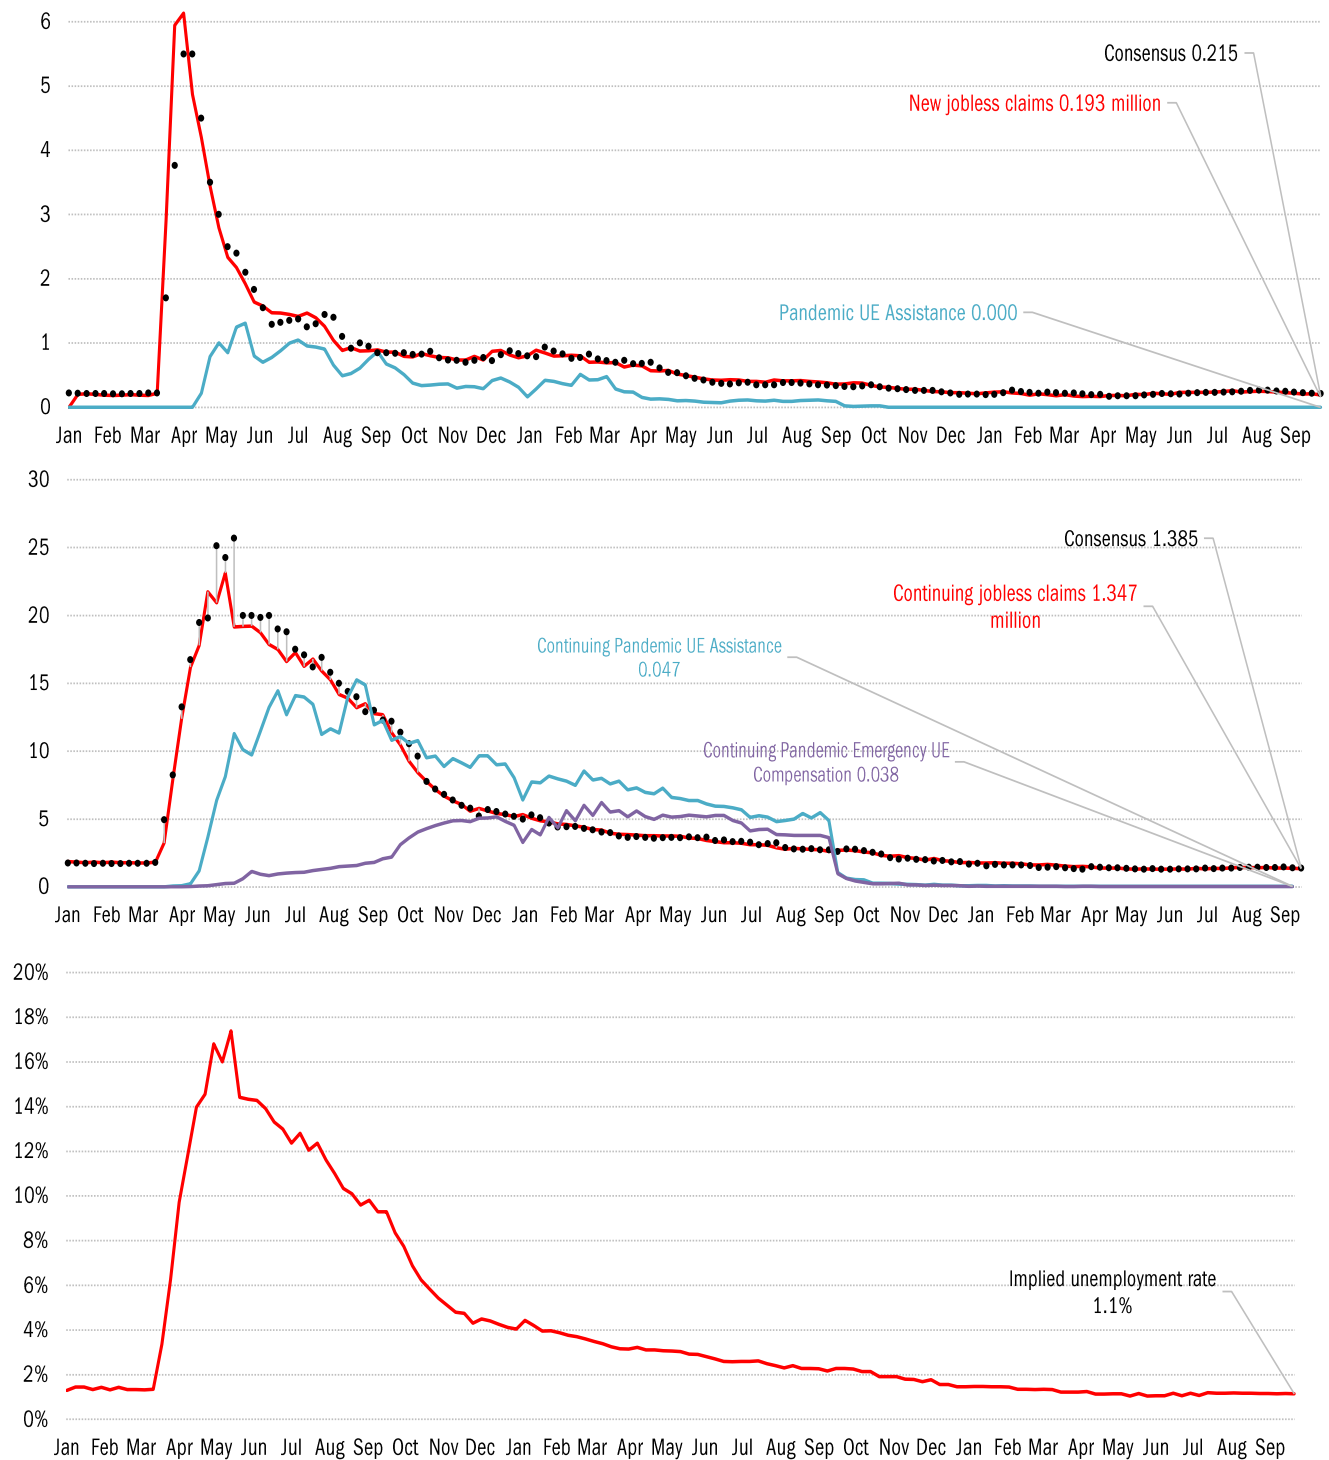 6
Consensus 0.215
5
New jobless claims 0.193 million
4
3
2
Pandemic UE Assistance 0.000
1
0
Jan Feb Mar Apr May Jun Jul Aug Sep Oct Nov Dec Jan Feb Mar Apr May Jun Jul Aug Sep Oct Nov Dec Jan Feb Mar Apr May Jun Jul Aug Sep
30
Consensus 1.385
25
Continuing jobless claims 1.347
million
20
Continuing Pandemic UE Assistance
0.047
15
10
Continuing Pandemic Emergency UE
Compensation 0.038
5
0
Jan Feb Mar Apr May Jun Jul Aug Sep Oct Nov Dec Jan Feb Mar Apr May Jun Jul Aug Sep Oct Nov Dec Jan Feb Mar Apr May Jun Jul Aug Sep
20%
18%
16%
14%
12%
10%
8%
6%
Implied unemployment rate
1.1%
4%
2%
0%
Jan Feb Mar Apr May Jun Jul Aug Sep Oct Nov Dec Jan Feb Mar Apr May Jun Jul Aug Sep Oct Nov Dec Jan Feb Mar Apr May Jun Jul Aug Sep